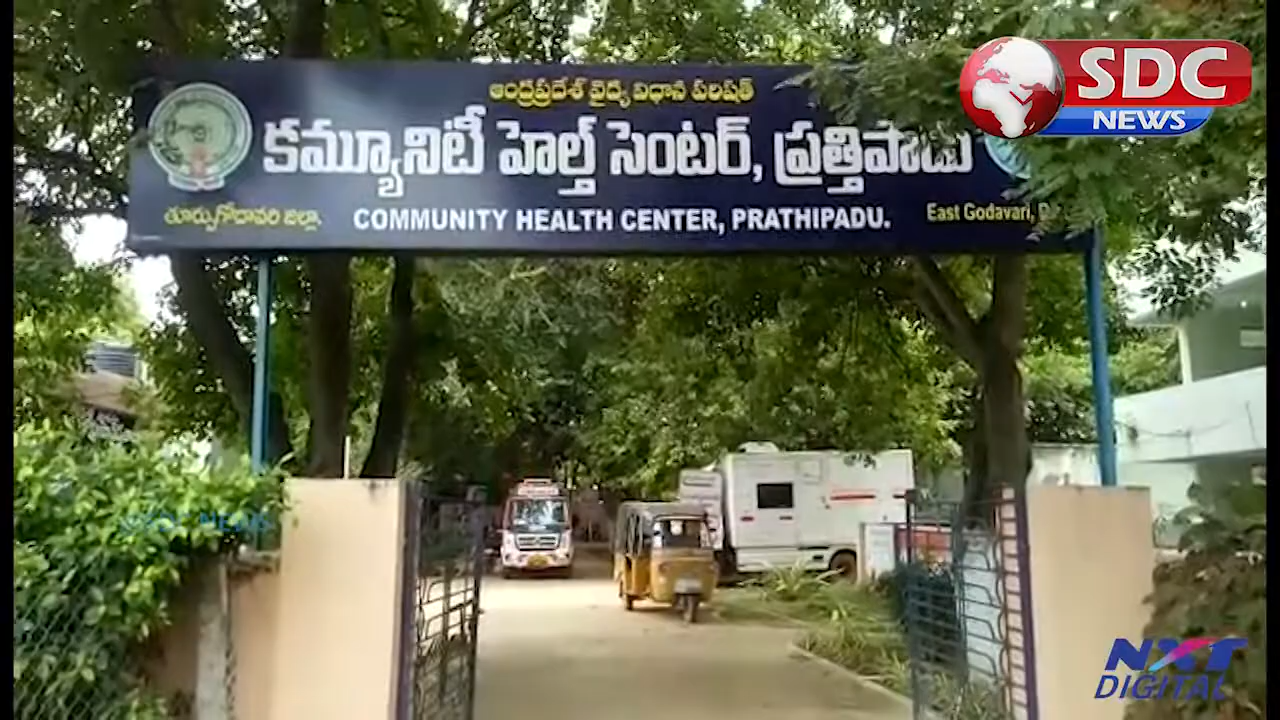 ఆంధ్రప్రదేశ్ వైద్య విధాన పరిషత్
కమ్యూనిటీ హెల్త్ సెంటర్, ప్రత్తిపాడు
తూర్పుగోదావరి జిల్లా.
COMMUNITY HEALTH CENTER, PRATHIPADU.
East Godavari,
SDC
NEWS
NXT
DIGITAL